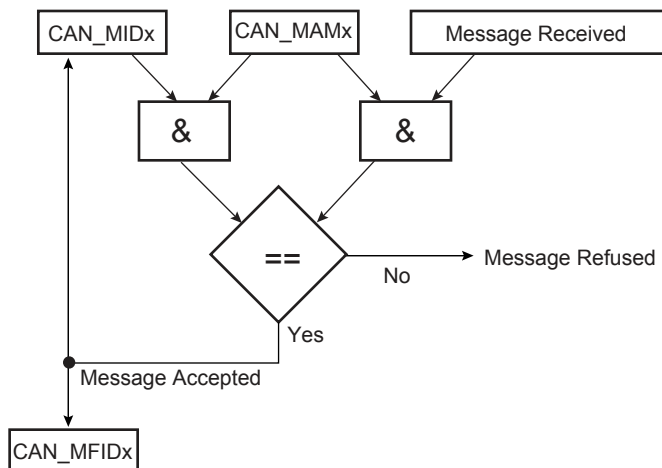 CAN_MIDx
CAN_MAMx
Message Received
&
&
==
No
Message Refused
Yes
Message Accepted
CAN_MFIDx